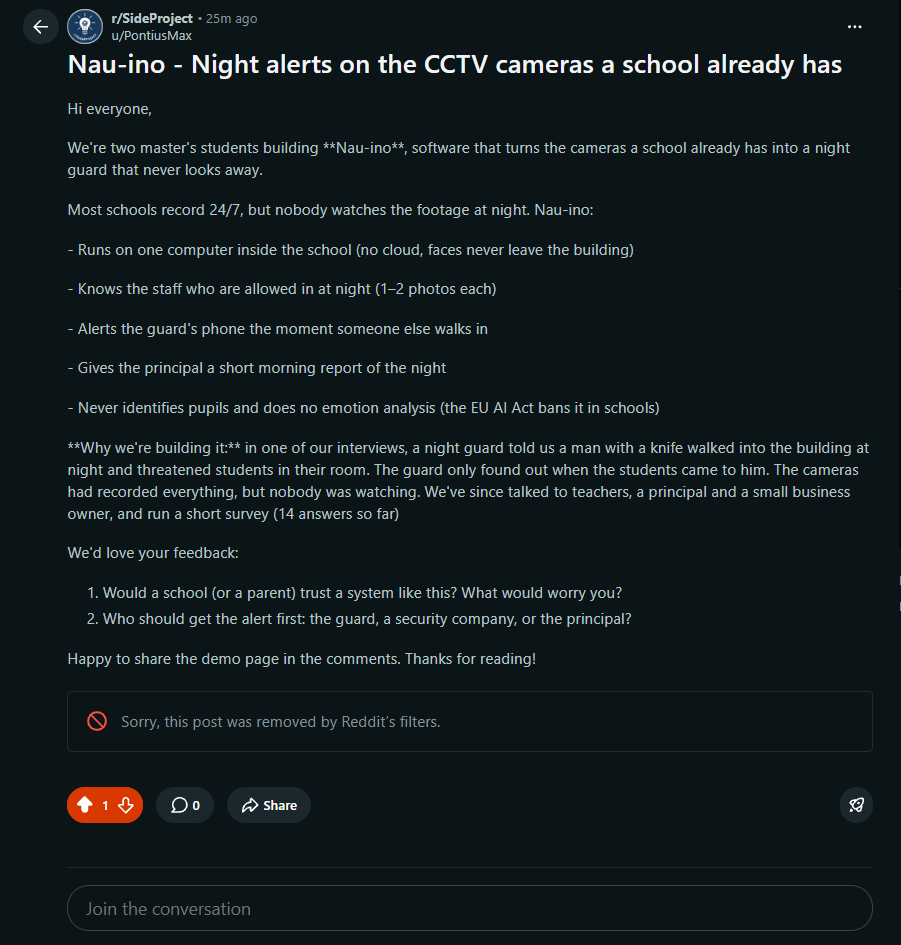 r/SideProject • 25m ago
u/PontiusMax
Nau-ino - Night alerts on the CCTV cameras a school already has
Hi everyone,
We're two master's students building **Nau-ino**, software that turns the cameras a school already has into a night
guard that never looks away.
Most schools record 24/7, but nobody watches the footage at night. Nau-ino:
- Runs on one computer inside the school (no cloud, faces never leave the building)
- Knows the staff who are allowed in at night (1–2 photos each)
- Alerts the guard's phone the moment someone else walks in
- Gives the principal a short morning report of the night
- Never identifies pupils and does no emotion analysis (the EU AI Act bans it in schools)
**Why we're building it:** in one of our interviews, a night guard told us a man with a knife walked into the building at
night and threatened students in their room. The guard only found out when the students came to him. The cameras
had recorded everything, but nobody was watching. We've since talked to teachers, a principal and a small business
owner, and run a short survey (14 answers so far)
We'd love your feedback:
1. Would a school (or a parent) trust a system like this? What would worry you?
2. Who should get the alert first: the guard, a security company, or the principal?
Happy to share the demo page in the comments. Thanks for reading!
Sorry, this post was removed by Reddit's filters.
1 0 Share
Join the conversation